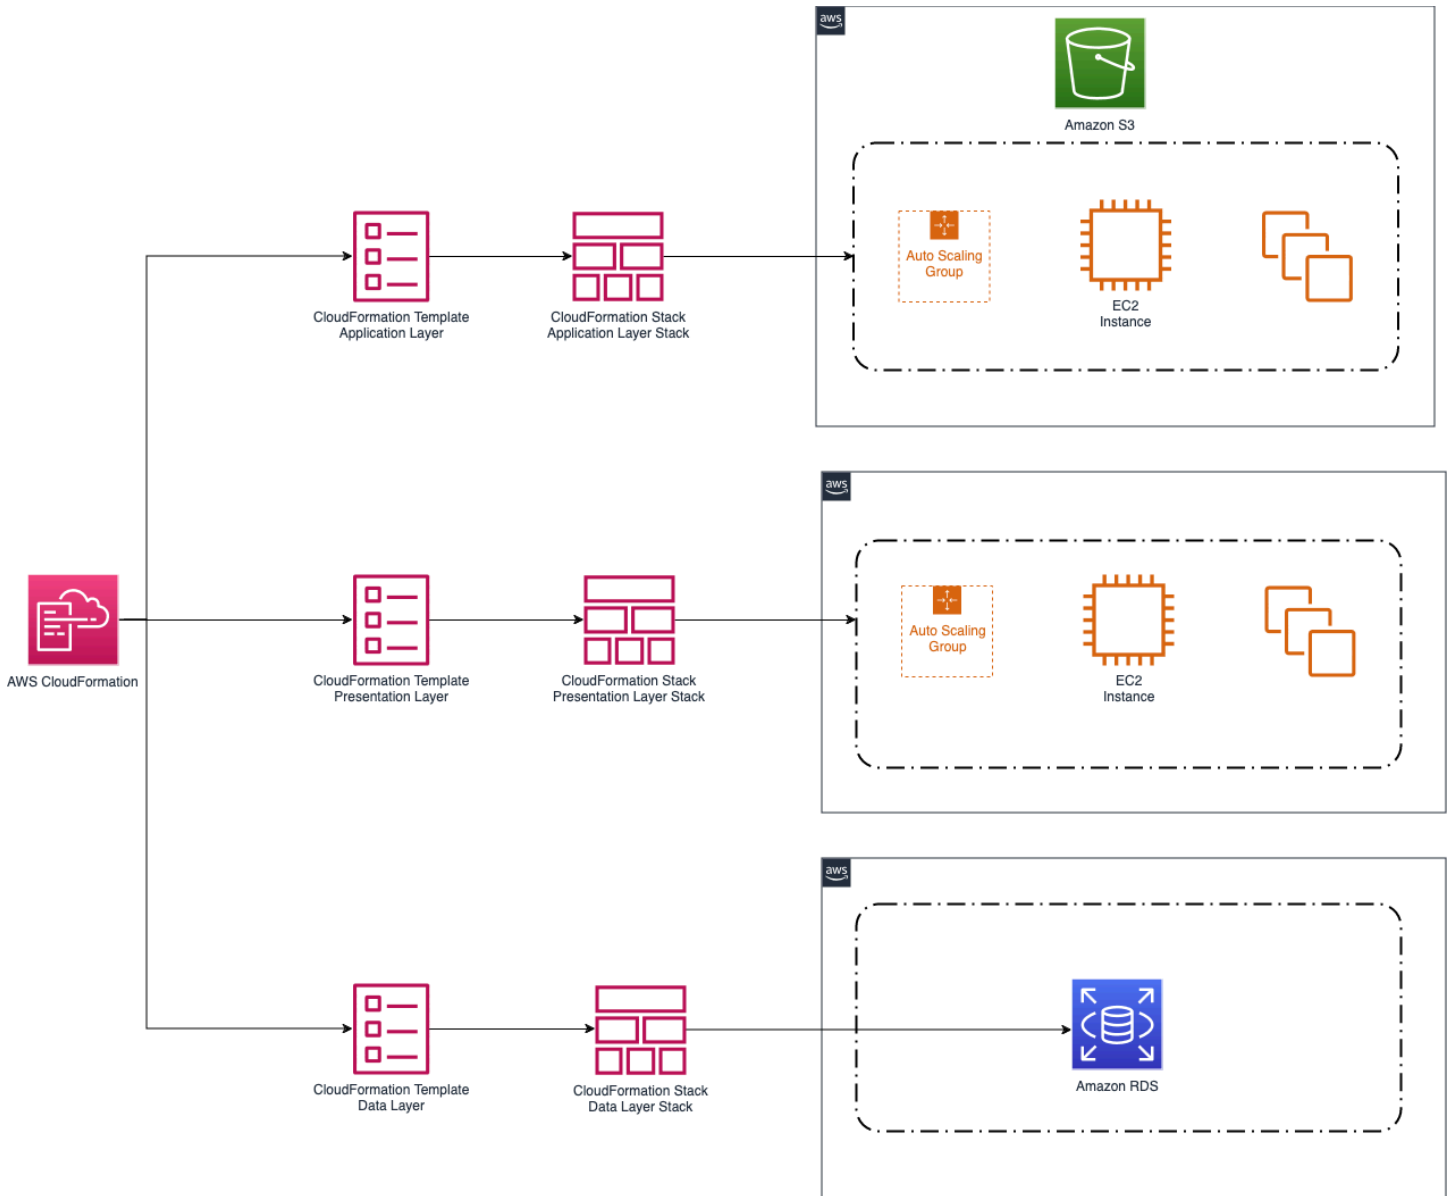 aws
Amazon S3
Auto Scaling
Group
EC2
Instance
CloudFormation Template
Application Layer
CloudFormation Stack
Application Layer Stack
aws
Auto Scaling
Group
EC2
Instance
AWS CloudFormation
CloudFormation Template
Presentation Layer
CloudFormation Stack
Presentation Layer Stack
aws
Amazon RDS
CloudFormation Template
Data Layer
CloudFormation Stack
Data Layer Stack